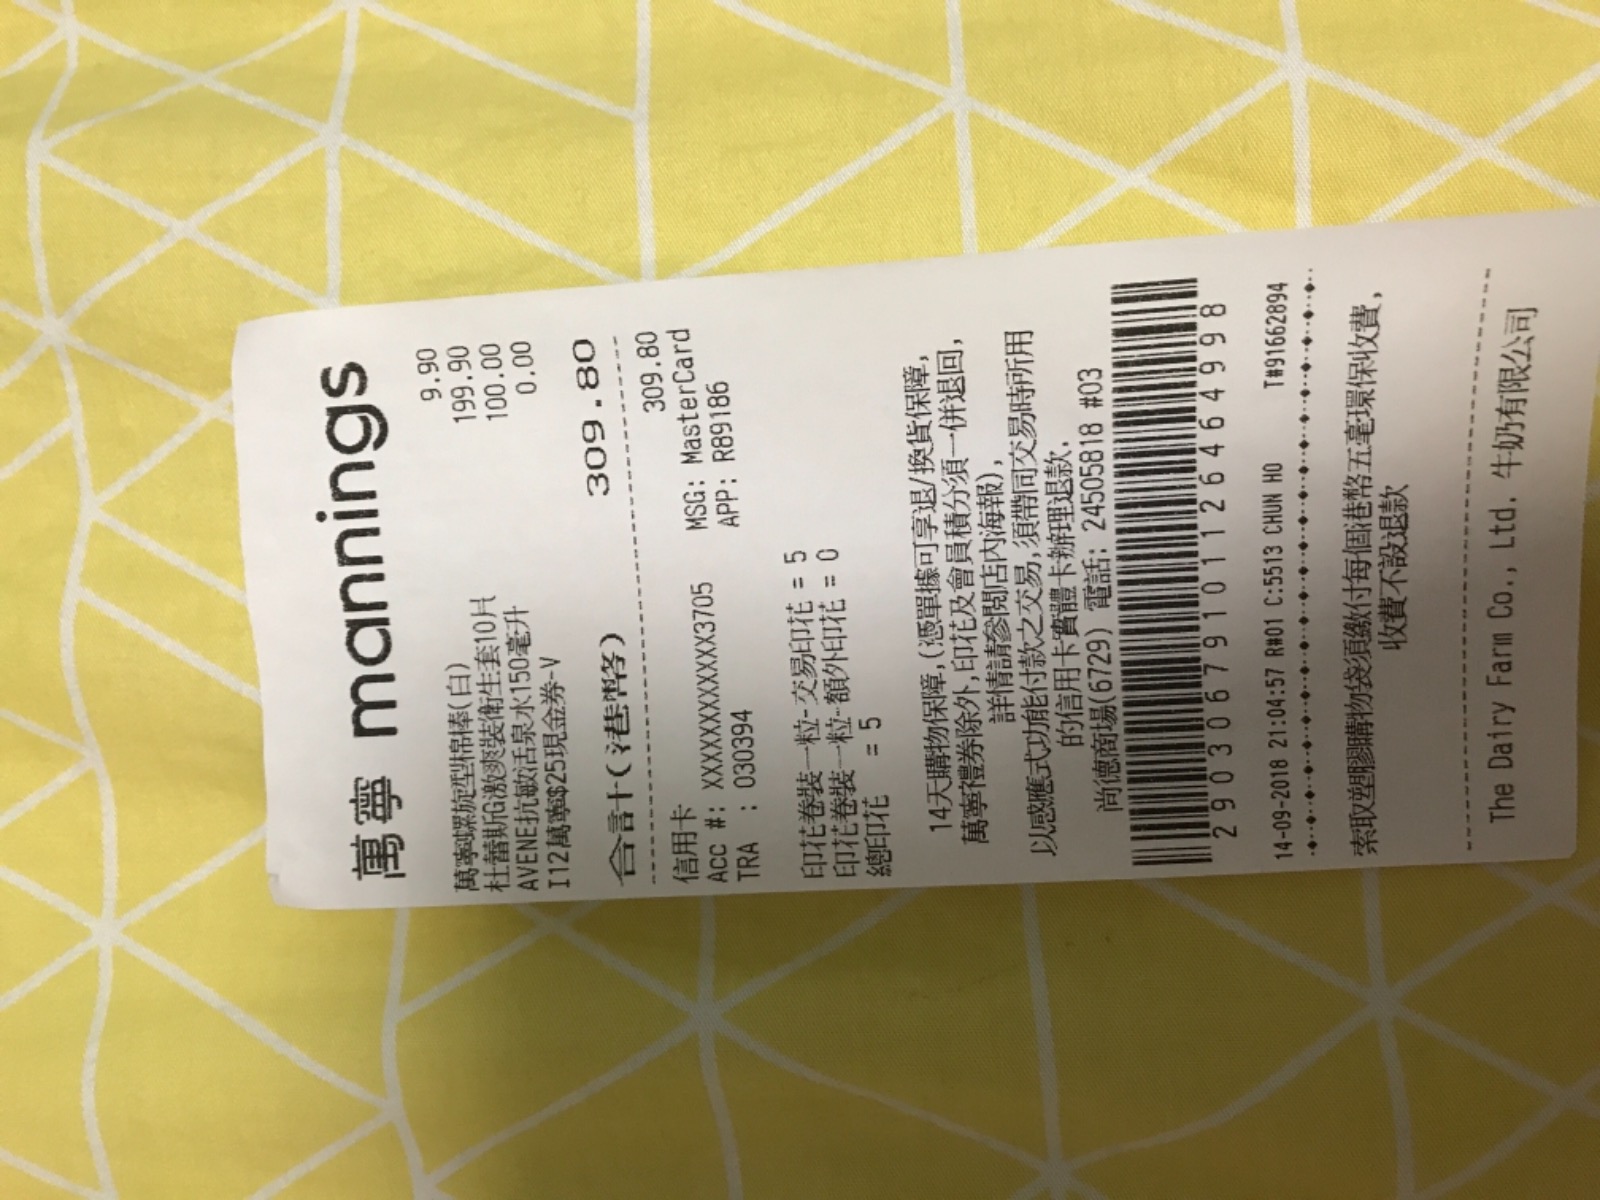 萬寧 mannings
萬寧螺旋型棉棒(白) 9.90
杜蕾斯G激爽裝衛生套10片 199.90
AVENE抗敏活泉水150毫升 100.00
I12萬寧$25現金券-V 0.00
合計(港幣) 309.80
信用卡 309.80
Acc #: XXXXXXXXXXXX3705 MSG: MasterCard
TRA : 030394 APP: R89186
印花卷裝一粒-交易印花 = 5
印花卷裝一粒-額外印花 = 0
總印花 = 5
14天購物保障,(憑單據可享退/換貨保障,
萬寧禮券除外,印花及會員積分須一併退回,
詳情請參閱店內海報),
以感應式功能付款之交易,須帶同交易時所用
的信用卡實體卡辦理退款.
尚德商場(6729) 電話: 24505818 #03
29030679101126464998
14-09-2018 21:04:57 R#01 C:5513 CHUN HO T#91662894
索取塑膠購物袋須繳付每個港幣五毫環保收費,
收費不設退款
The Dairy Farm Co., Ltd. 牛奶有限公司